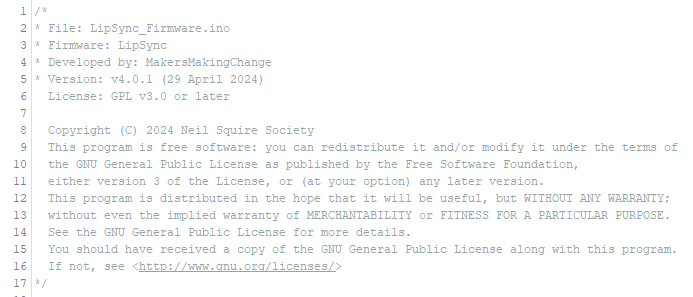 1 /*
2 * File: LipSync_Firmware.ino
3 * Firmware: LipSync
4 * Developed by: MakersMakingChange
5 * Version: v4.0.1 (29 April 2024)
6 License: GPL v3.0 or later
7
8 Copyright (C) 2024 Neil Squire Society
9 This program is free software: you can redistribute it and/or modify it under the terms of
10 the GNU General Public License as published by the Free Software Foundation,
11 either version 3 of the License, or (at your option) any later version.
12 This program is distributed in the hope that it will be useful, but WITHOUT ANY WARRANTY;
13 without even the implied warranty of MERCHANTABILITY or FITNESS FOR A PARTICULAR PURPOSE.
14 See the GNU General Public License for more details.
15 You should have received a copy of the GNU General Public License along with this program.
16 If not, see <http://www.gnu.org/licenses/>
17 */